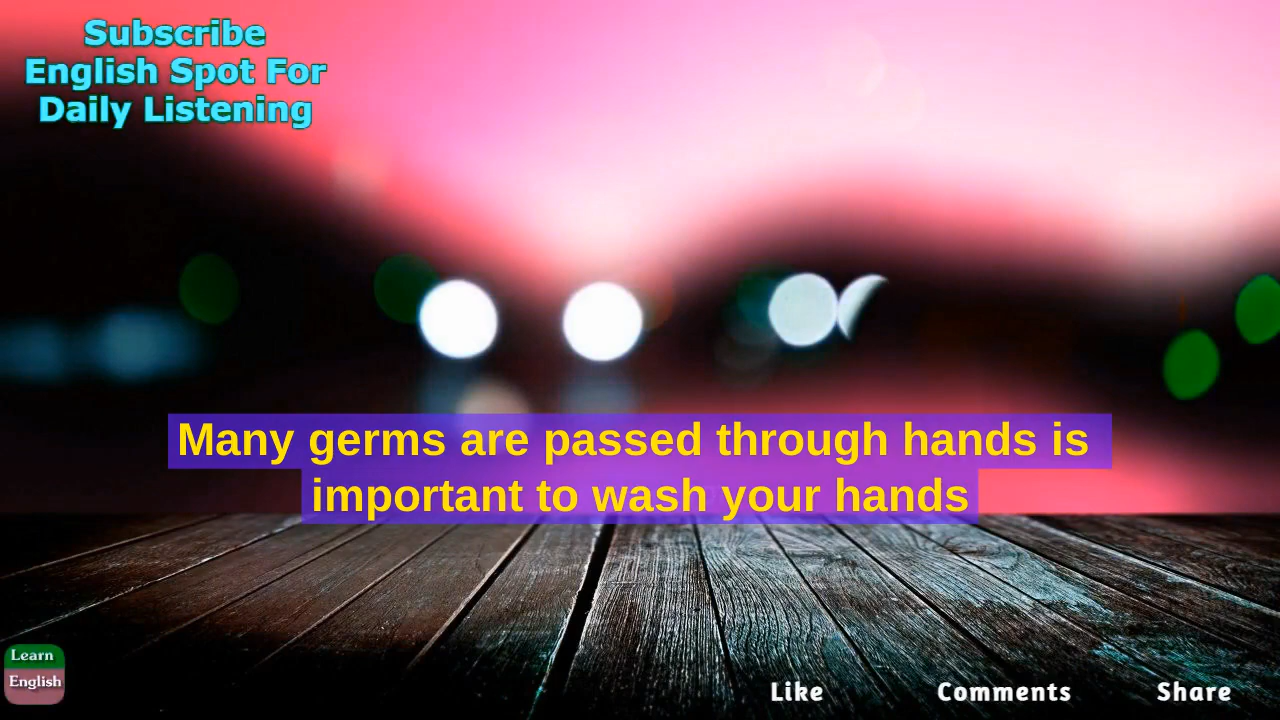 Subscribe
English Spot For
Daily Listening
Many germs are passed through hands is
important to wash your hands
Learn
English
Like
Comments
Share